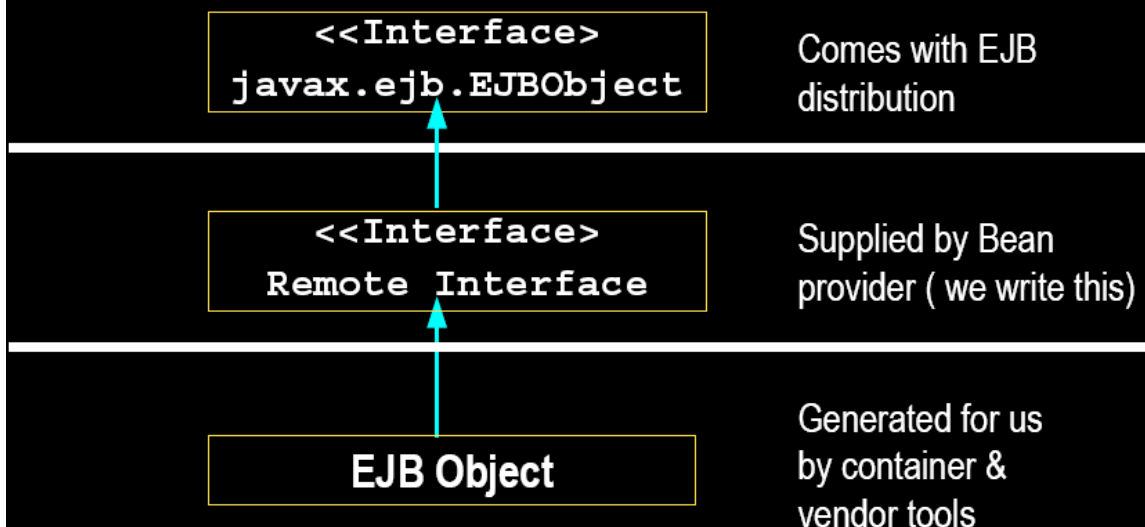 <<Interface>
javax.ejb.EJBObject
Comes with EJB
distribution
<<Interface>
Remote Interface
Supplied by Bean
provider ( we write this)
EJB Object
Generated for us
by container &
vendor tools